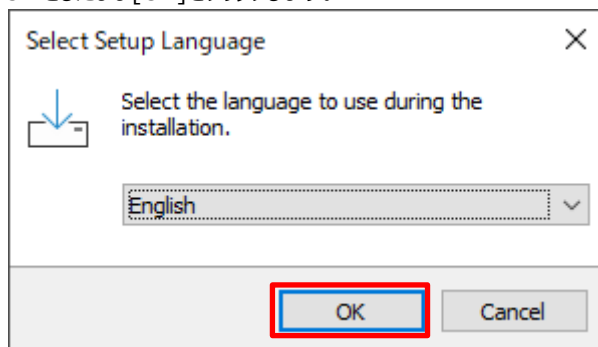 Select Setup Language
Select the language to use during the
installation.
English
OK
Cancel